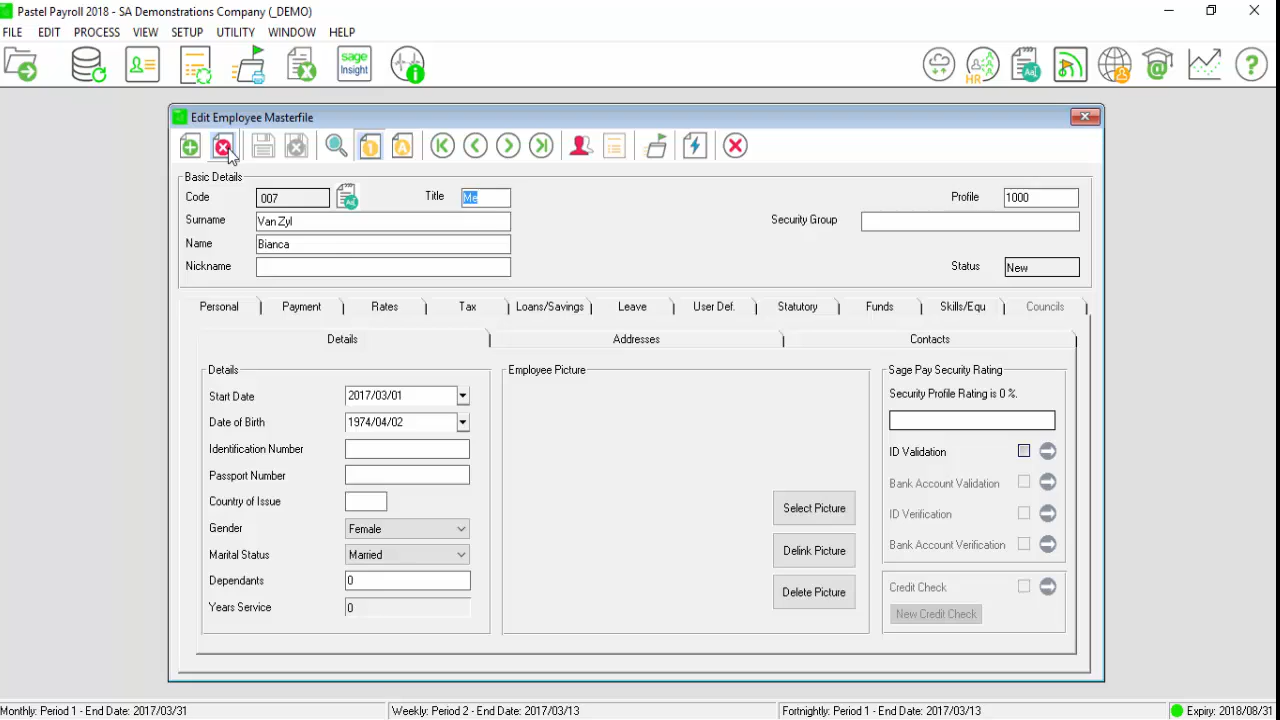 Pastel Payroll 2018 - SA Demonstrations Company (_DEMO)
FILE EDIT PROCESS VIEW SETUP UTILITY WINDOW HELP
sage Insight
HR
Aa
Edit Employee Masterfile
1 A
Basic Details
Code 007 Title Me Profile 1000
Surname Van Zyl Security Group
Name Bianca
Nickname Status New
Personal Payment Rates Tax Loans/Savings Leave User Def. Statutory Funds Skills/Equ Councils
Details Addresses Contacts
Details Employee Picture Sage Pay Security Rating
Start Date 2017/03/01 Security Profile Rating is 0 %.
Date of Birth 1974/04/02
Identification Number ID Validation
Passport Number Bank Account Validation
Country of Issue Select Picture ID Verification
Gender Female
Marital Status Married Delink Picture Bank Account Verification
Dependants 0 Delete Picture Credit Check
Years Service 0 New Credit Check
Monthly: Period 1 - End Date: 2017/03/31 Weekly: Period 2 - End Date: 2017/03/13 Fortnightly: Period 1 - End Date: 2017/03/13 Expiry: 2018/08/31